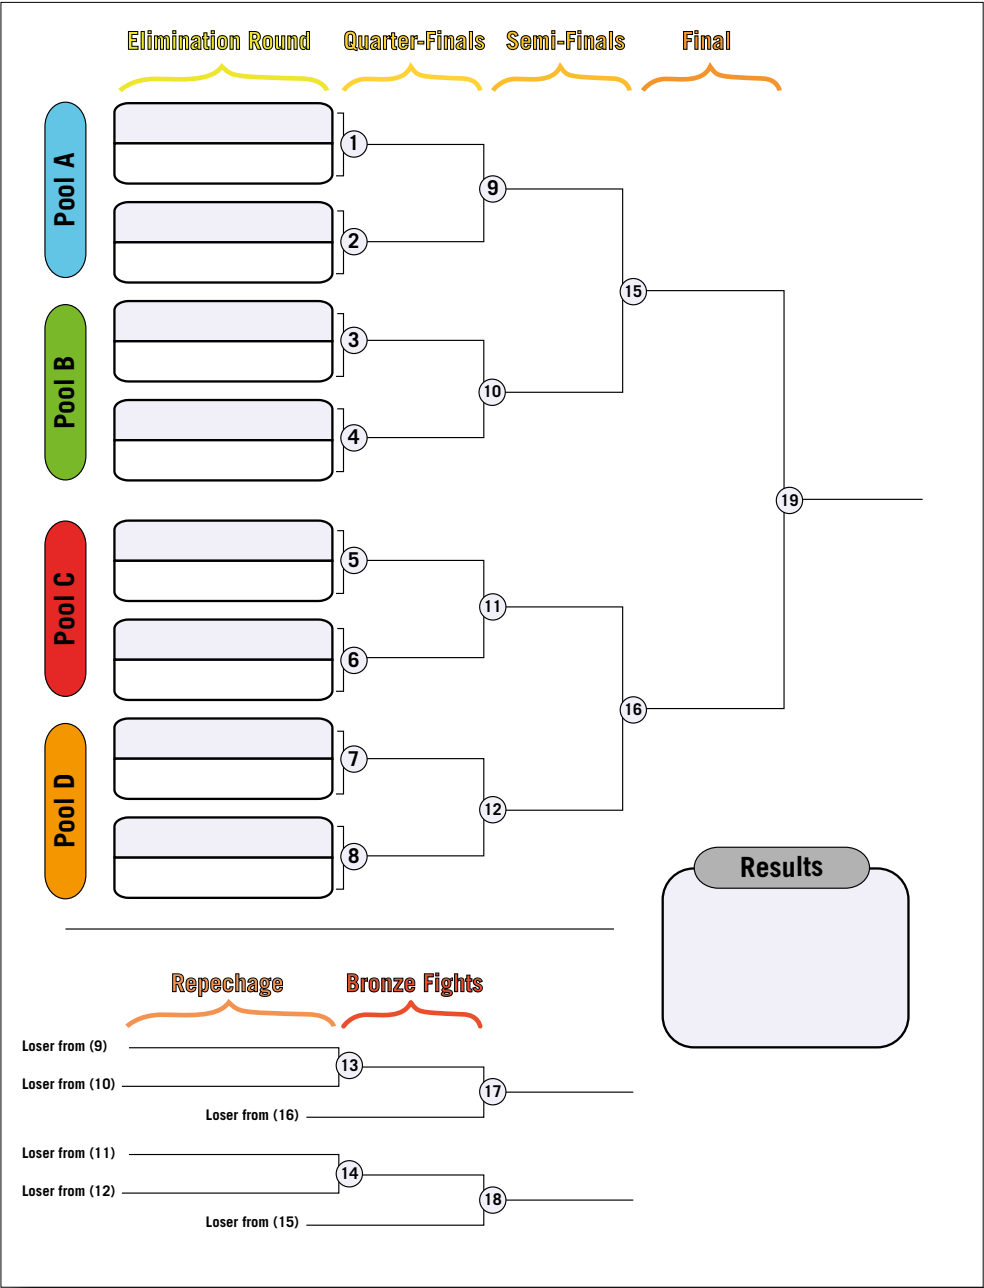 Elimination Round Quarter-Finals Semi-Finals Final
Pool A
1
2
9
Pool B
3
4
10
15
Pool C
5
6
11
Pool D
7
8
12
16
19
Results
Repechage Bronze Fights
Loser from (9)
Loser from (10)
13
Loser from (16)
17
Loser from (11)
Loser from (12)
14
Loser from (15)
18